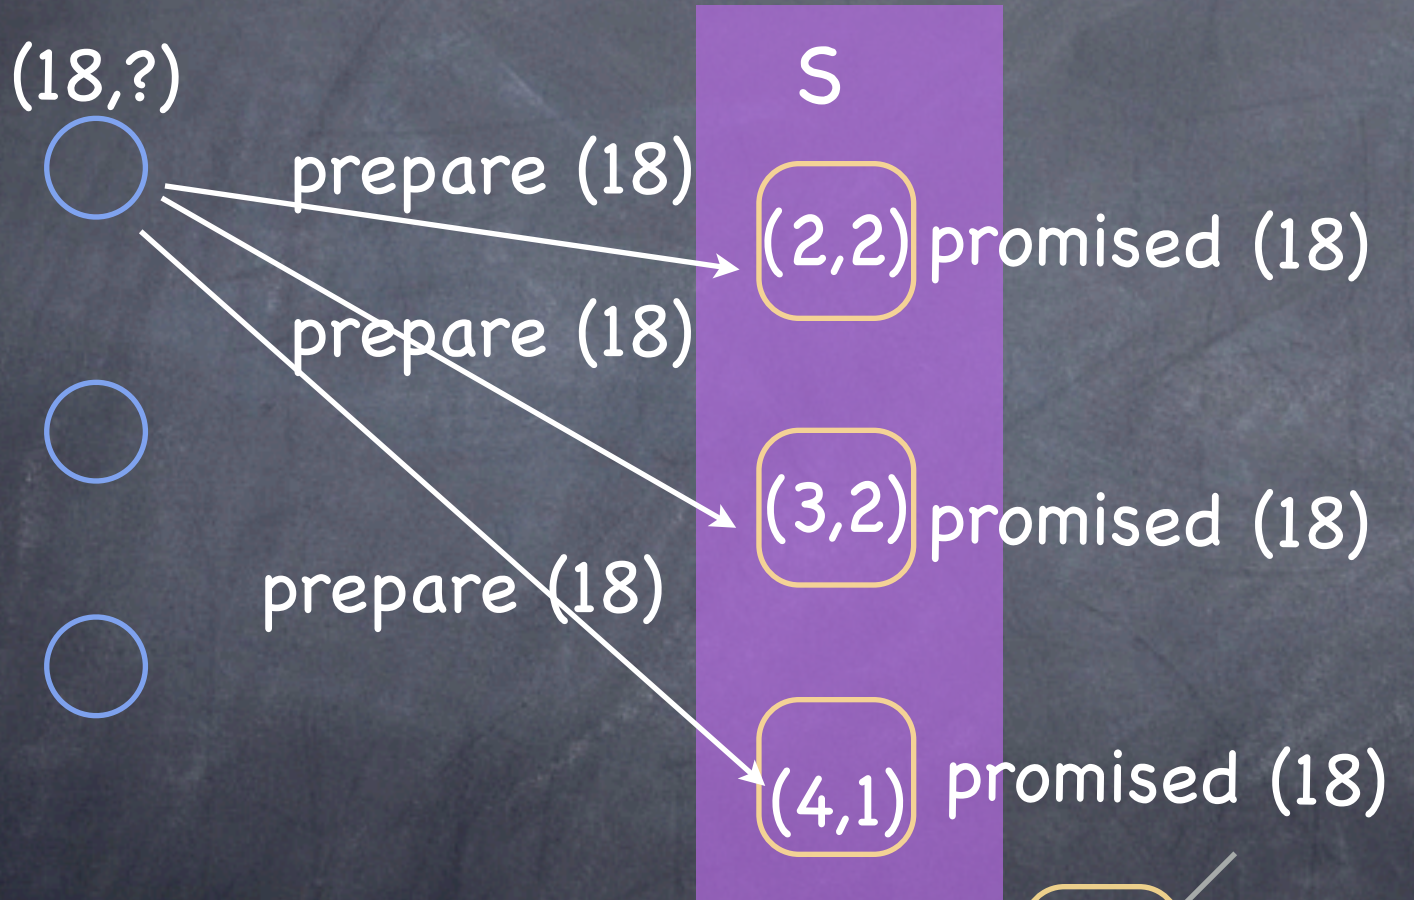 (18,?)
S
prepare (18)
(2,2) promised (18)
prepare (18)
(3,2) promised (18)
prepare (18)
(4,1) promised (18)